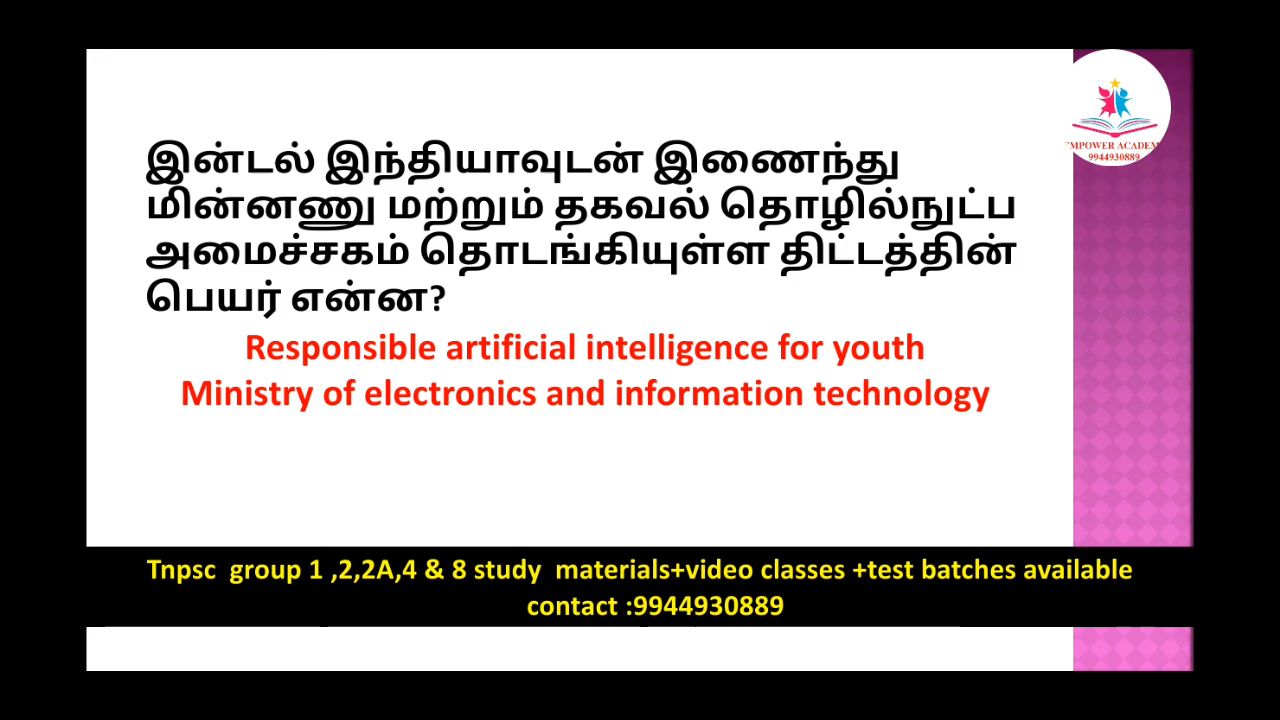 இன்டல் இந்தியாவுடன் இணைந்து
மின்னணு மற்றும் தகவல் தொழில்நுட்ப
அமைச்சகம் தொடங்கியுள்ள திட்டத்தின்
பெயர் என்ன?
Responsible artificial intelligence for youth
Ministry of electronics and information technology
EMPOWER ACADEM
9944930889
Tnpsc group 1 ,2,2A,4 & 8 study materials+video classes +test batches available
contact :9944930889